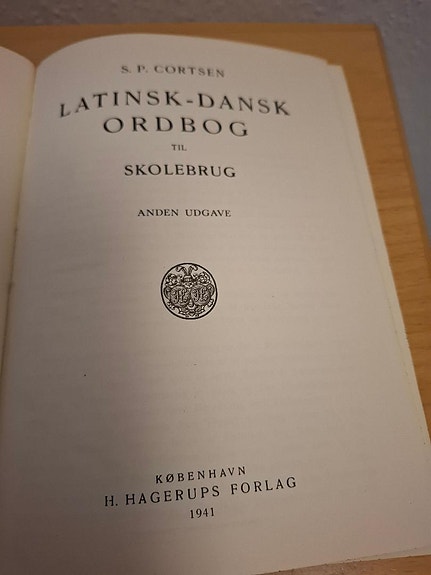 S. P. CORTSEN
LATINSK-DANSK
ORDBOG
TIL
SKOLEBRUG
ANDEN UDGAVE
KØBENHAVN
H. HAGERUPS FORLAG
1941